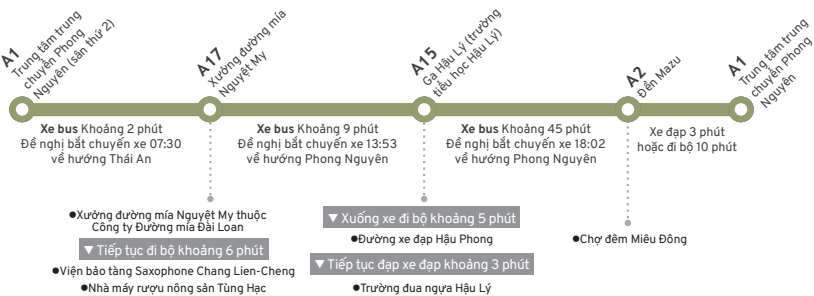 A1
Trung tâm trung
chuyển Phong
Nguyên (sân thứ 2)
A17
Xưởng đường mía
Nguyệt My
A15
Ga Hậu Lý (trường
tiểu học Hậu Lý)
A2
Đền Mazu
A1
Trung tâm trung
chuyển Phong
Nguyên
Xe bus Khoảng 2 phút
Đề nghị bắt chuyến xe 07:30
về hướng Thái An
Xe bus Khoảng 9 phút
Đề nghị bắt chuyến xe 13:53
về hướng Phong Nguyên
Xe bus Khoảng 45 phút
Đề nghị bắt chuyến xe 18:02
về hướng Phong Nguyên
Xe đạp 3 phút
hoặc đi bộ 10 phút
●Xưởng đường mía Nguyệt My thuộc
Công ty Đường mía Đài Loan
▼ Tiếp tục đi bộ khoảng 6 phút
●Viện bảo tàng Saxophone Chang Lien-Cheng
●Nhà máy rượu nông sản Tùng Hạc
▼ Xuống xe đi bộ khoảng 5 phút
●Đường xe đạp Hậu Phong
▼ Tiếp tục đạp xe đạp khoảng 3 phút
●Trường đua ngựa Hậu Lý
●Chợ đêm Miêu Đông